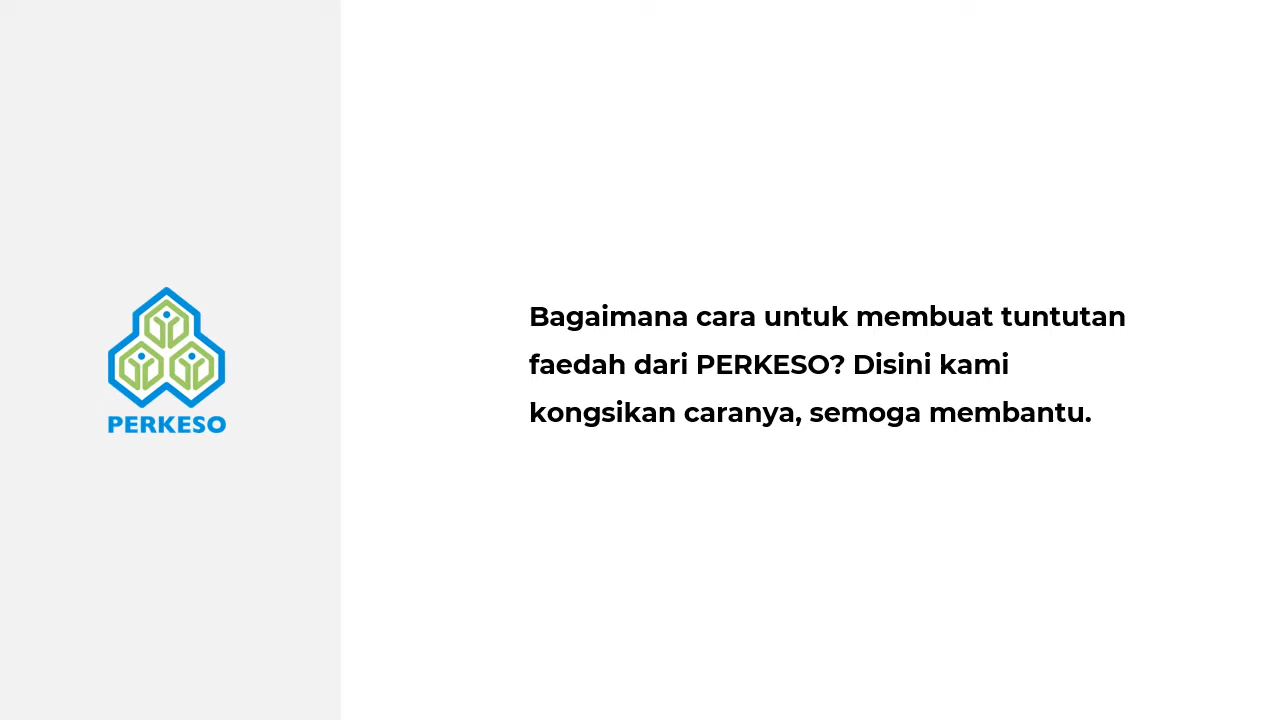 PERKESO
Bagaimana cara untuk membuat tuntutan
faedah dari PERKESO? Disini kami
kongsikan caranya, semoga membantu.